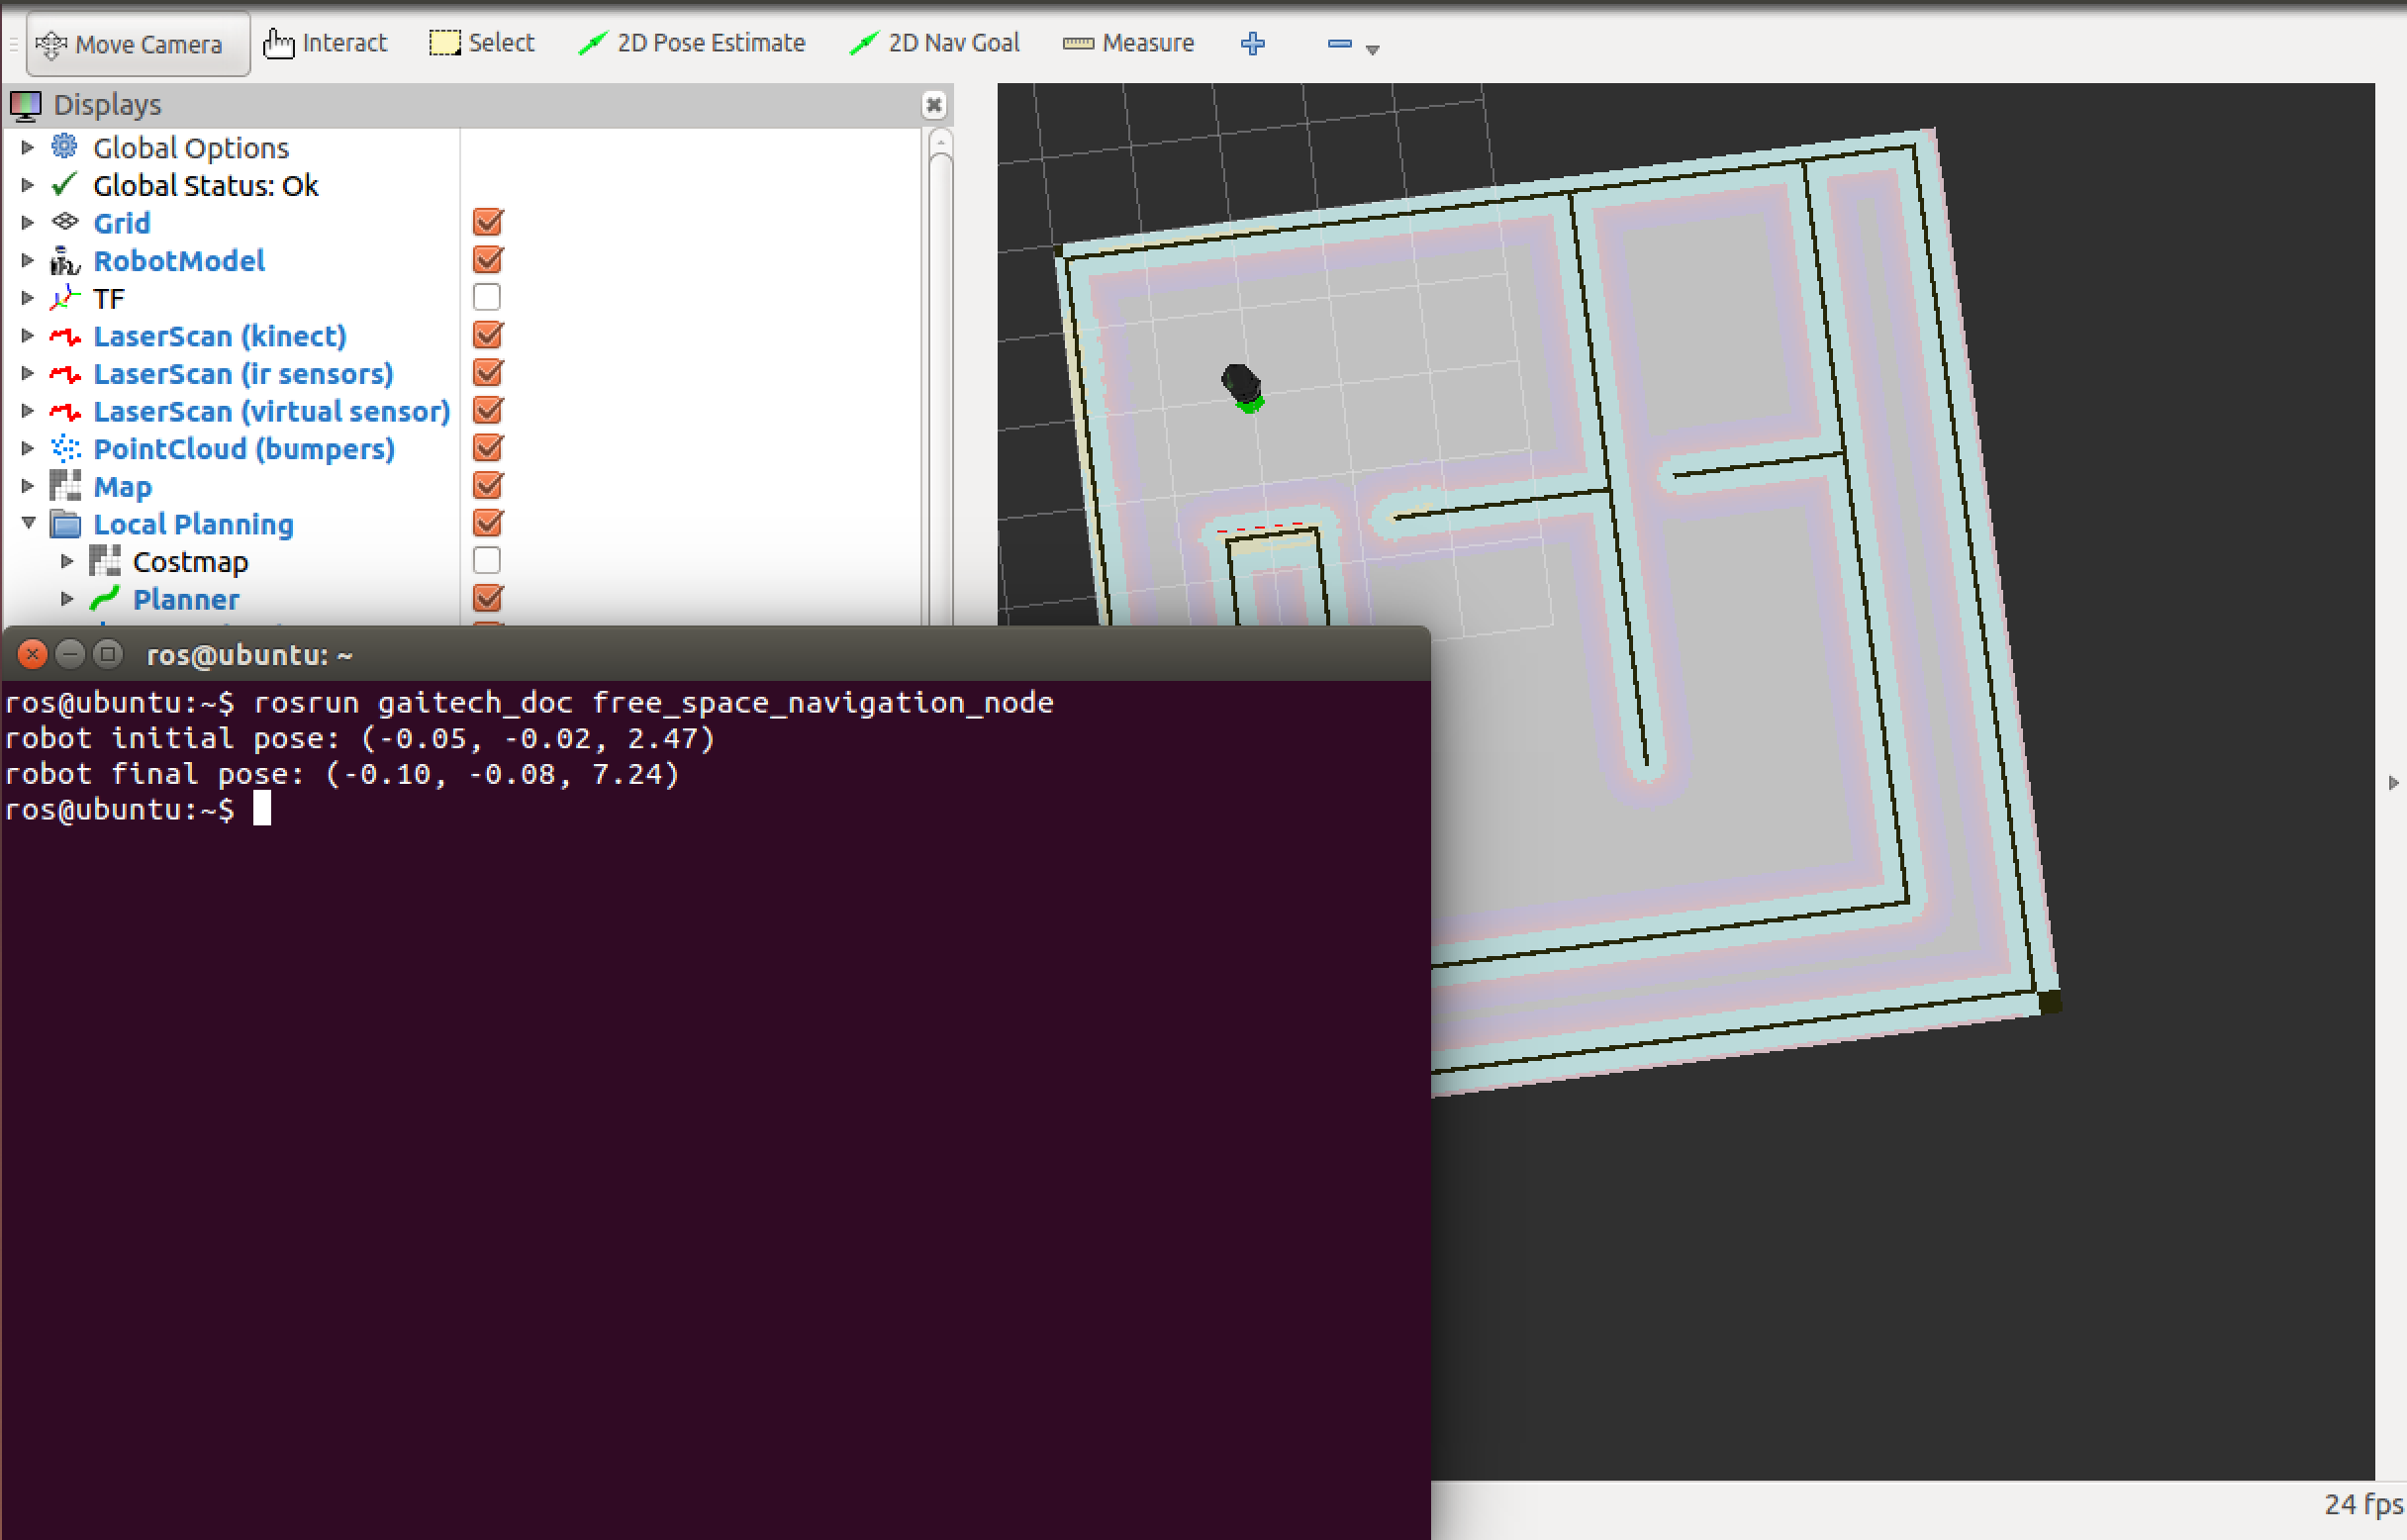 Move Camera Interact Select 2D Pose Estimate 2D Nav Goal Measure
Displays
Global Options
Global Status: Ok
Grid
RobotModel
TF
LaserScan (kinect)
LaserScan (ir sensors)
LaserScan (virtual sensor)
PointCloud (bumpers)
Map
Local Planning
Costmap
Planner
ros@ubuntu: ~
ros@ubuntu:~$ rosrun gaitech_doc free_space_navigation_node
robot initial pose: (-0.05, -0.02, 2.47)
robot final pose: (-0.10, -0.08, 7.24)
ros@ubuntu:~$
24 fps